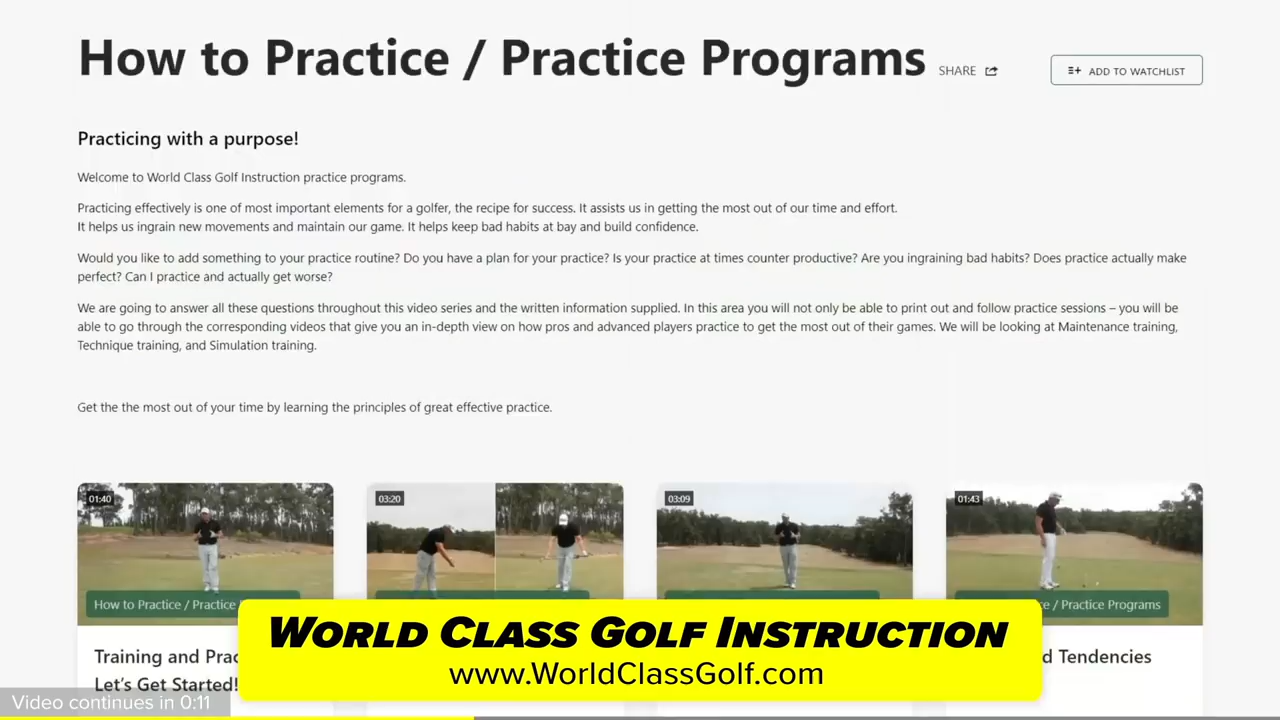 How to Practice / Practice Programs
SHARE
ADD TO WATCHLIST
Practicing with a purpose!
Welcome to World Class Golf Instruction practice programs.
Practicing effectively is one of most important elements for a golfer, the recipe for success. It assists us in getting the most out of our time and effort.
It helps us ingrain new movements and maintain our game. It helps keep bad habits at bay and build confidence.
Would you like to add something to your practice routine? Do you have a plan for your practice? Is your practice at times counter productive? Are you ingraining bad habits? Does practice actually make
perfect? Can I practice and actually get worse?
We are going to answer all these questions throughout this video series and the written information supplied. In this area you will not only be able to print out and follow practice sessions – you will be
able to go through the corresponding videos that give you an in-depth view on how pros and advanced players practice to get the most out of their games. We will be looking at Maintenance training,
Technique training, and Simulation training.
Get the the most out of your time by learning the principles of great effective practice.
01:40
03:20
03:09
01:43
How to Practice / Practice
/ Practice Programs
World Class Golf Instruction
www.WorldClassGolf.com
Training and
Let's Get Started!
Tendencies
Video continues in 0:11